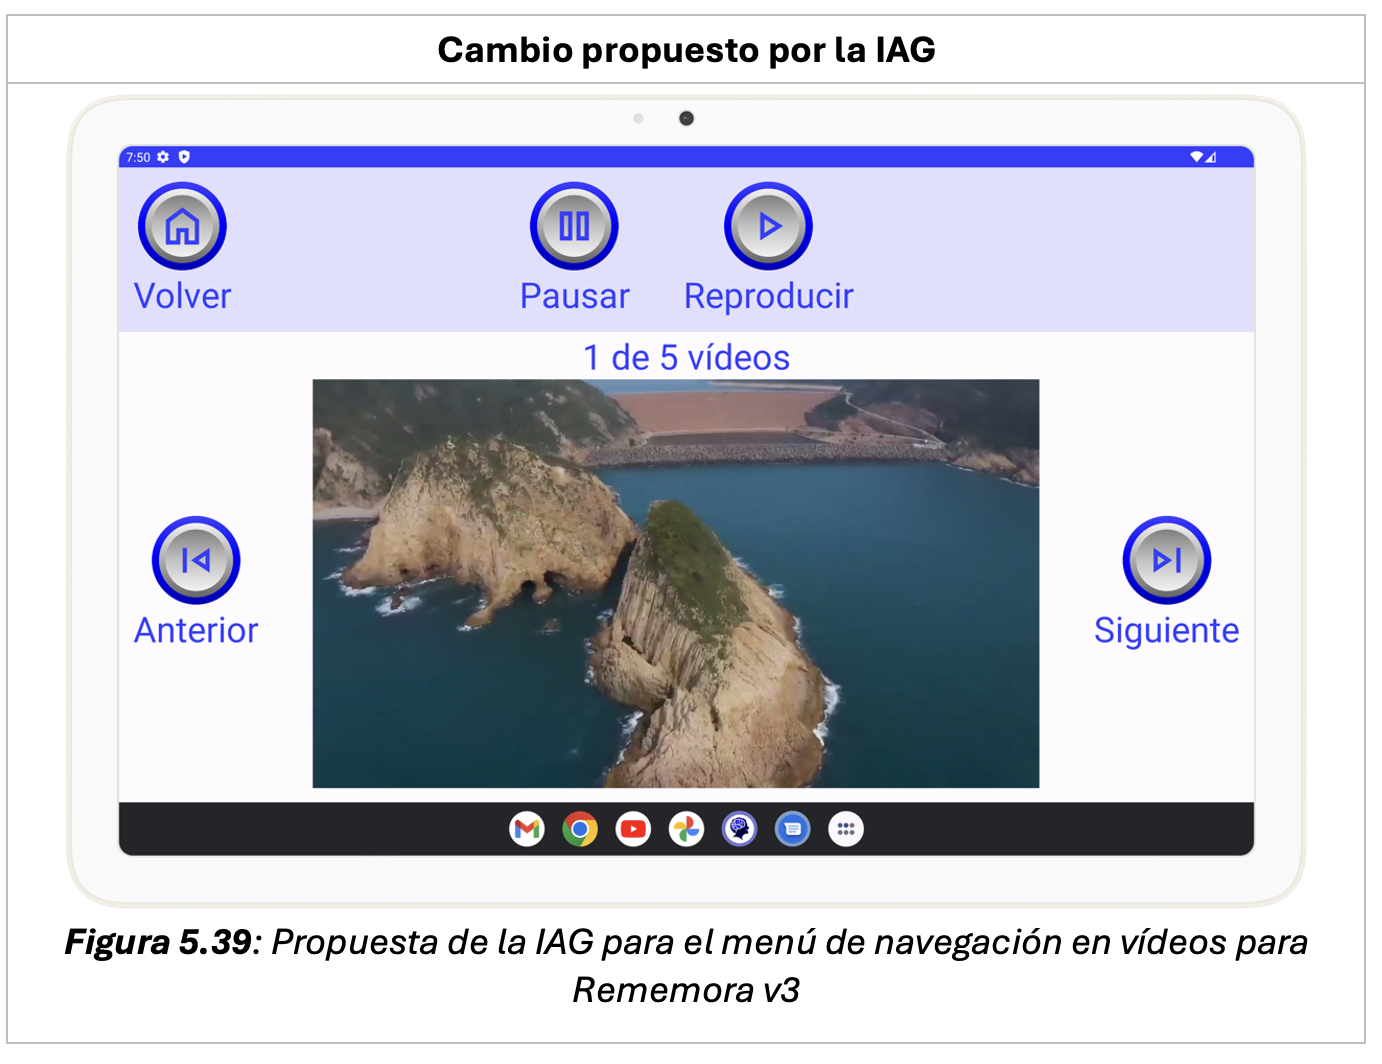 Cambio propuesto por la IAG
7:50
Volver
Pausar
Reproducir
1 de 5 vídeos
Anterior
Siguiente
Figura 5.39: Propuesta de la IAG para el menú de navegación en vídeos para
Rememora v3